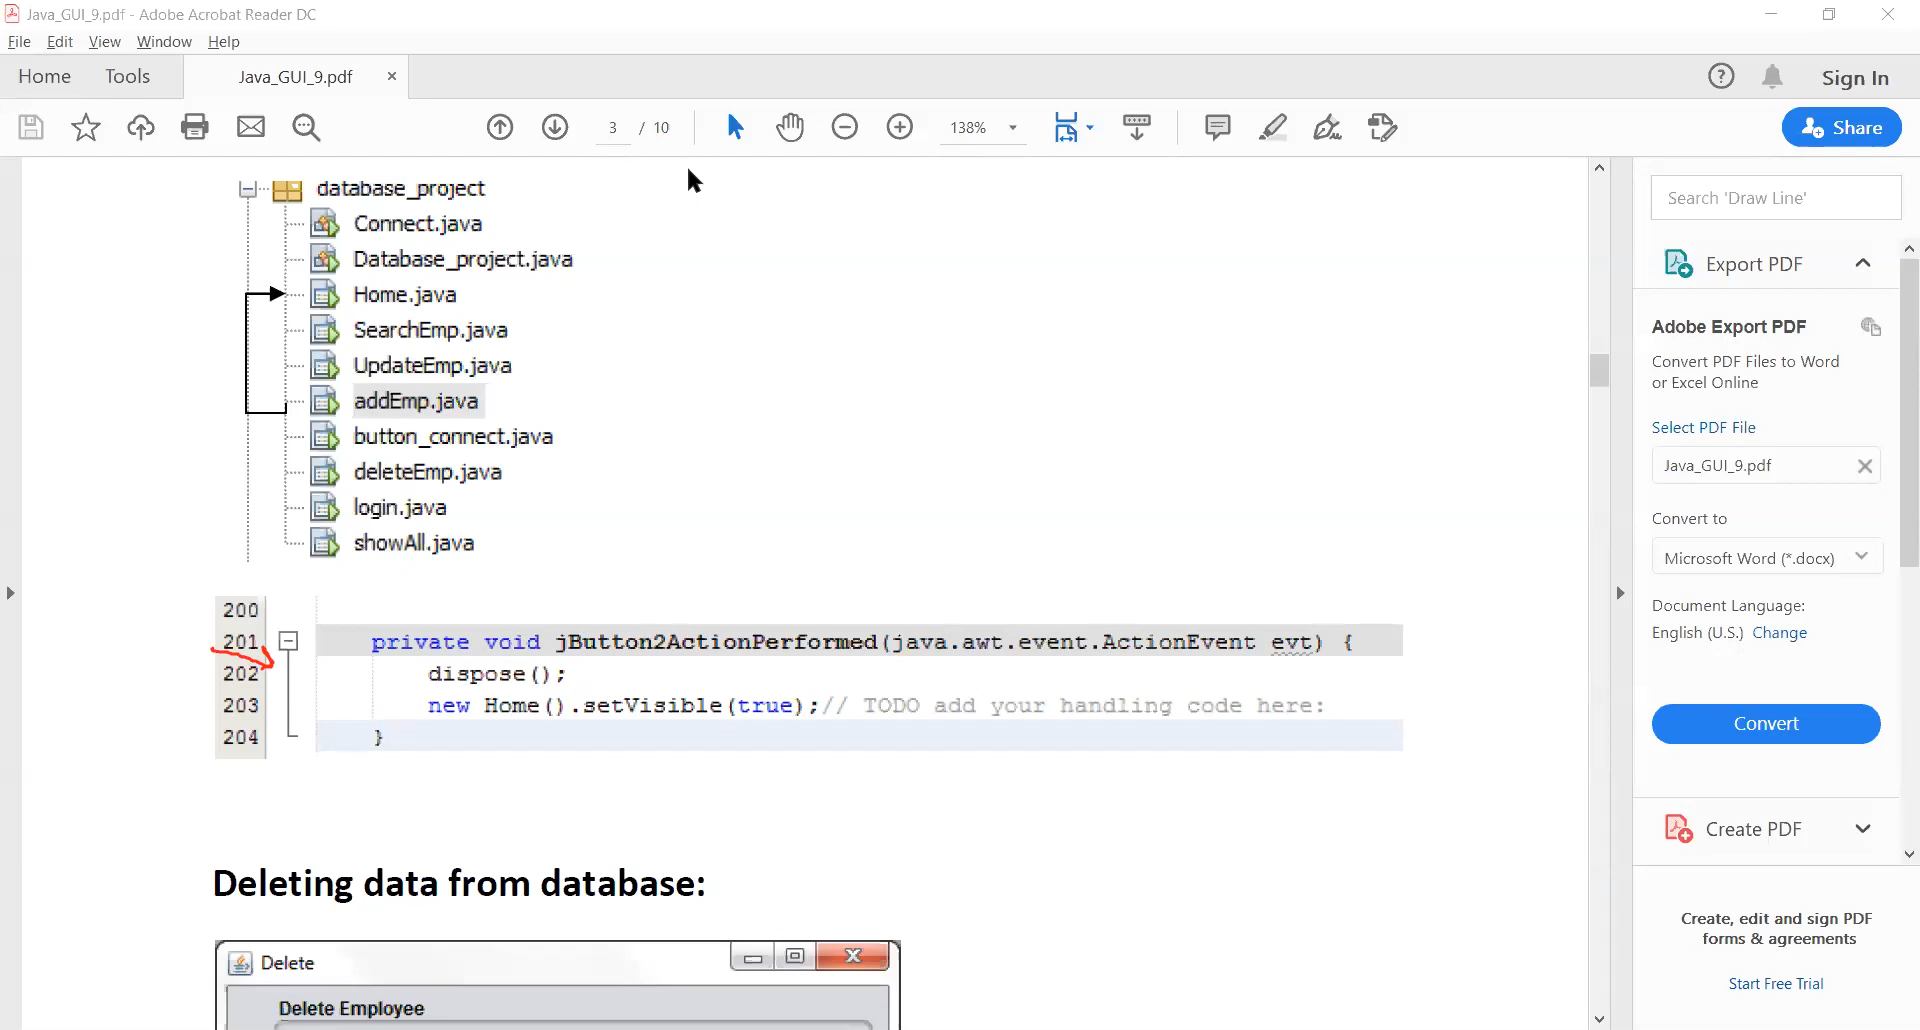 Java_GUI_9.pdf - Adobe Acrobat Reader DC
File Edit View Window Help
Home Tools Java_GUI_9.pdf Sign In
3 / 10 138% Share
database_project
Connect.java
Database_project.java
Home.java
SearchEmp.java
UpdateEmp.java
addEmp.java
button_connect.java
deleteEmp.java
login.java
showAll.java
200
201 private void jButton2ActionPerformed(java.awt.event.ActionEvent evt) {
202 dispose();
203 new Home().setVisible(true);// TODO add your handling code here:
204 }
Deleting data from database:
Delete
Delete Employee
Search 'Draw Line'
Export PDF
Adobe Export PDF
Convert PDF Files to Word
or Excel Online
Select PDF File
Java_GUI_9.pdf
Convert to
Microsoft Word (*.docx)
Document Language:
English (U.S.) Change
Convert
Create PDF
Create, edit and sign PDF
forms & agreements
Start Free Trial